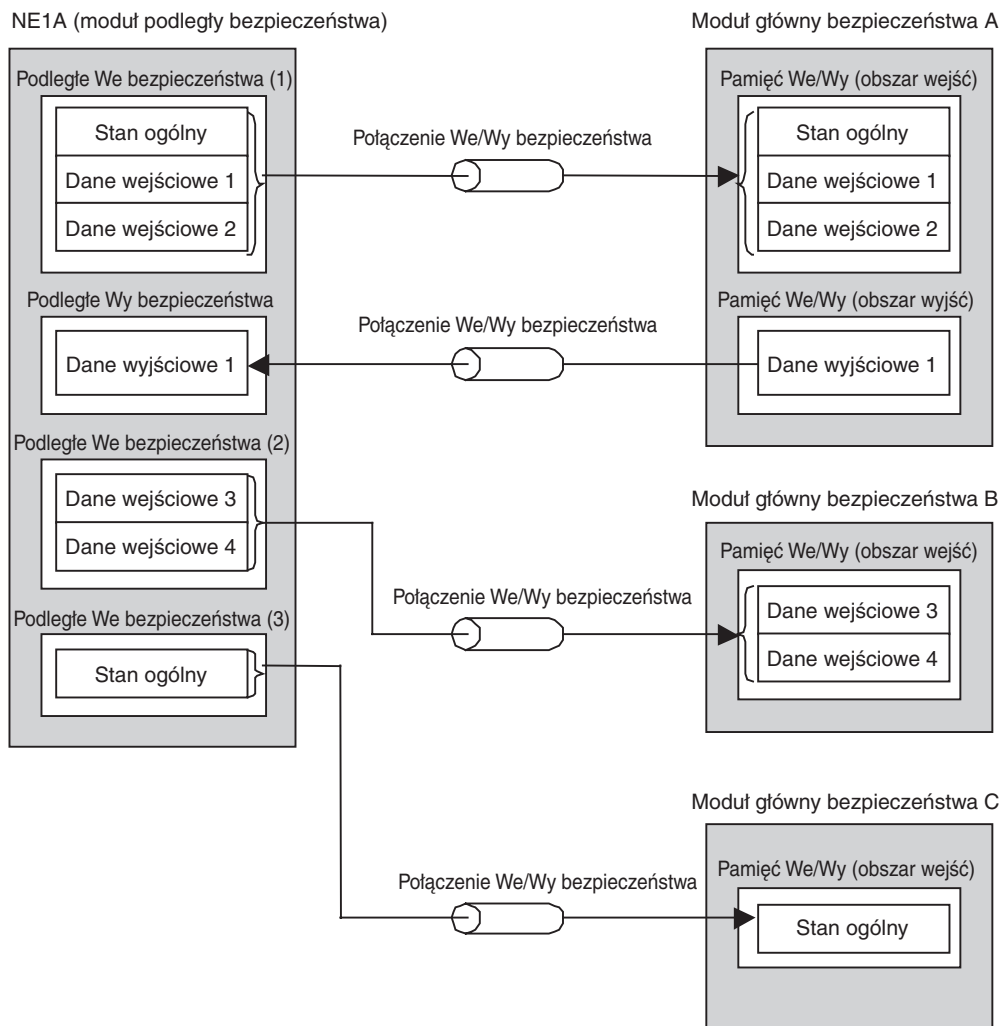 NE1A (moduł podległy bezpieczeństwa)
Podległe We bezpieczeństwa (1)
Stan ogólny
Dane wejściowe 1
Dane wejściowe 2
Podległe Wy bezpieczeństwa
Dane wyjściowe 1
Podległe We bezpieczeństwa (2)
Dane wejściowe 3
Dane wejściowe 4
Podległe We bezpieczeństwa (3)
Stan ogólny
Połączenie We/Wy bezpieczeństwa
Połączenie We/Wy bezpieczeństwa
Połączenie We/Wy bezpieczeństwa
Połączenie We/Wy bezpieczeństwa
Moduł główny bezpieczeństwa A
Pamięć We/Wy (obszar wejść)
Stan ogólny
Dane wejściowe 1
Dane wejściowe 2
Pamięć We/Wy (obszar wyjść)
Dane wyjściowe 1
Moduł główny bezpieczeństwa B
Pamięć We/Wy (obszar wejść)
Dane wejściowe 3
Dane wejściowe 4
Moduł główny bezpieczeństwa C
Pamięć We/Wy (obszar wejść)
Stan ogólny